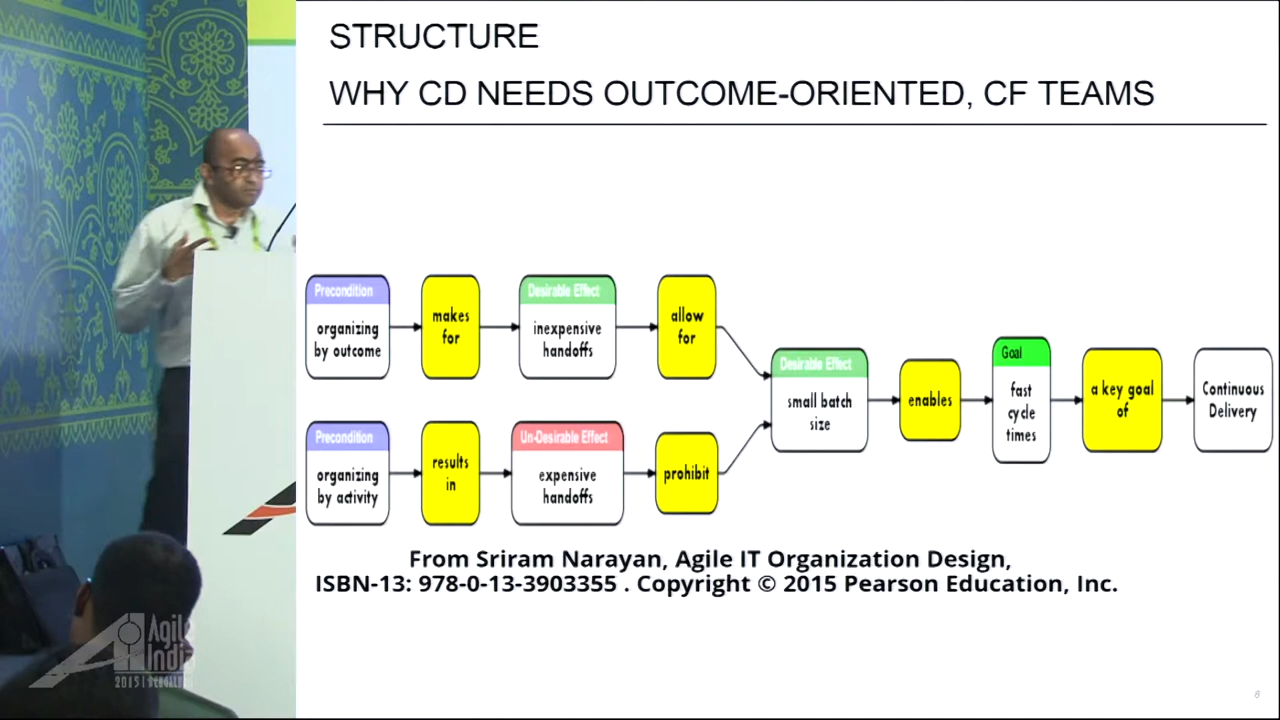 STRUCTURE
WHY CD NEEDS OUTCOME-ORIENTED, CF TEAMS
Precondition
organizing
by outcome
makes
for
Desirable Effect
inexpensive
handoffs
allow
for
Precondition
organizing
by activity
results
in
Un-Desirable Effect
expensive
handoffs
prohibit
Desirable Effect
small batch
size
enables
Goal
fast
cycle
times
a key goal
of
Continuous
Delivery
From Sriram Narayan, Agile IT Organization Design,
ISBN-13: 978-0-13-3903355 . Copyright © 2015 Pearson Education, Inc.
Agile
India
2015 | BENGALURU
8